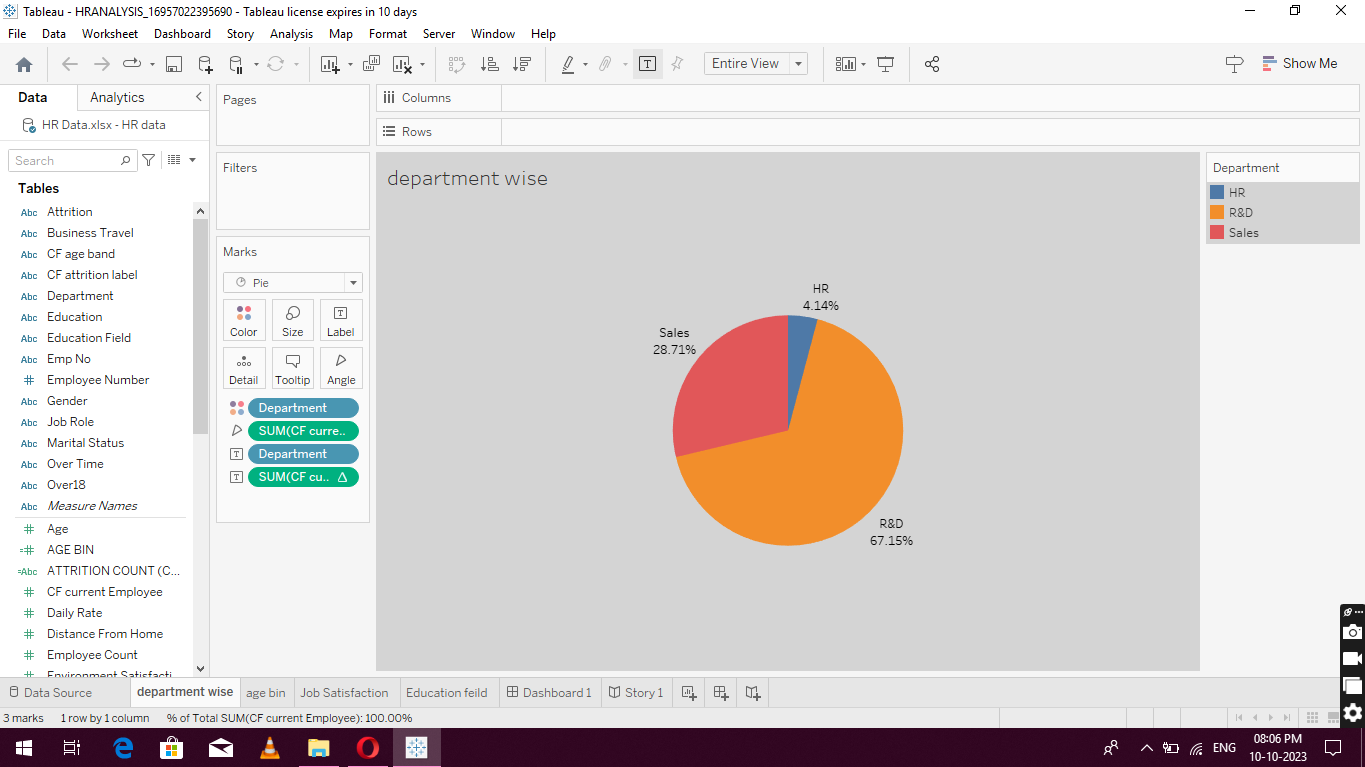 Tableau - HRANALYSIS_16957022395690 - Tableau license expires in 10 days
File Data Worksheet Dashboard Story Analysis Map Format Server Window Help
Entire View
Show Me
Data Analytics
HR Data.xlsx - HR data
Search
Tables
Abc Attrition
Abc Business Travel
Abc CF age band
Abc CF attrition label
Abc Department
Abc Education
Abc Education Field
Abc Emp No
# Employee Number
Abc Gender
Abc Job Role
Abc Marital Status
Abc Over Time
Abc Over18
Abc Measure Names
# Age
=# AGE BIN
=Abc ATTRITION COUNT (C...
# CF current Employee
# Daily Rate
# Distance From Home
# Employee Count
# Environment Satisfacti
Pages
Filters
Marks
Pie
Color Size Label
Detail Tooltip Angle
Department
SUM(CF curre..
Department
SUM(CF cu.. Δ
Columns
Rows
department wise
HR
4.14%
Sales
28.71%
R&D
67.15%
Department
HR
R&D
Sales
Data Source department wise age bin Job Satisfaction Education feild Dashboard 1 Story 1
3 marks 1 row by 1 column % of Total SUM(CF current Employee): 100.00%
ENG
08:06 PM
10-10-2023